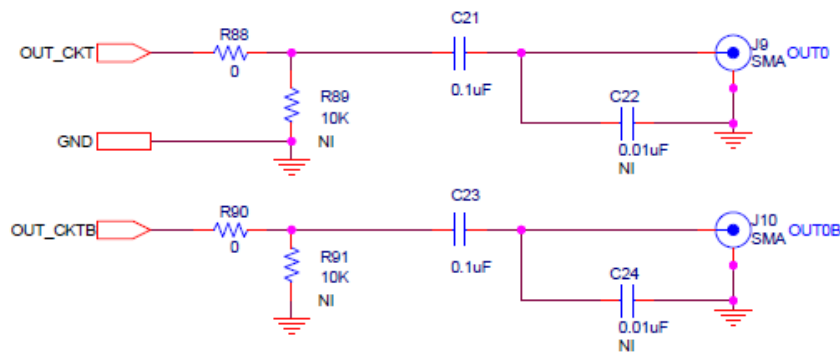 R88
C21
OUT_CKT
J9
SMA OUT0
0
R89
0.1uF
C22
10K
GND
NI
0.01uF
NI
R90
C23
OUT_CKTB
J10
OUT0B
SMA
0
R91
10K
0.1uF
C24
NI
0.01uF
NI